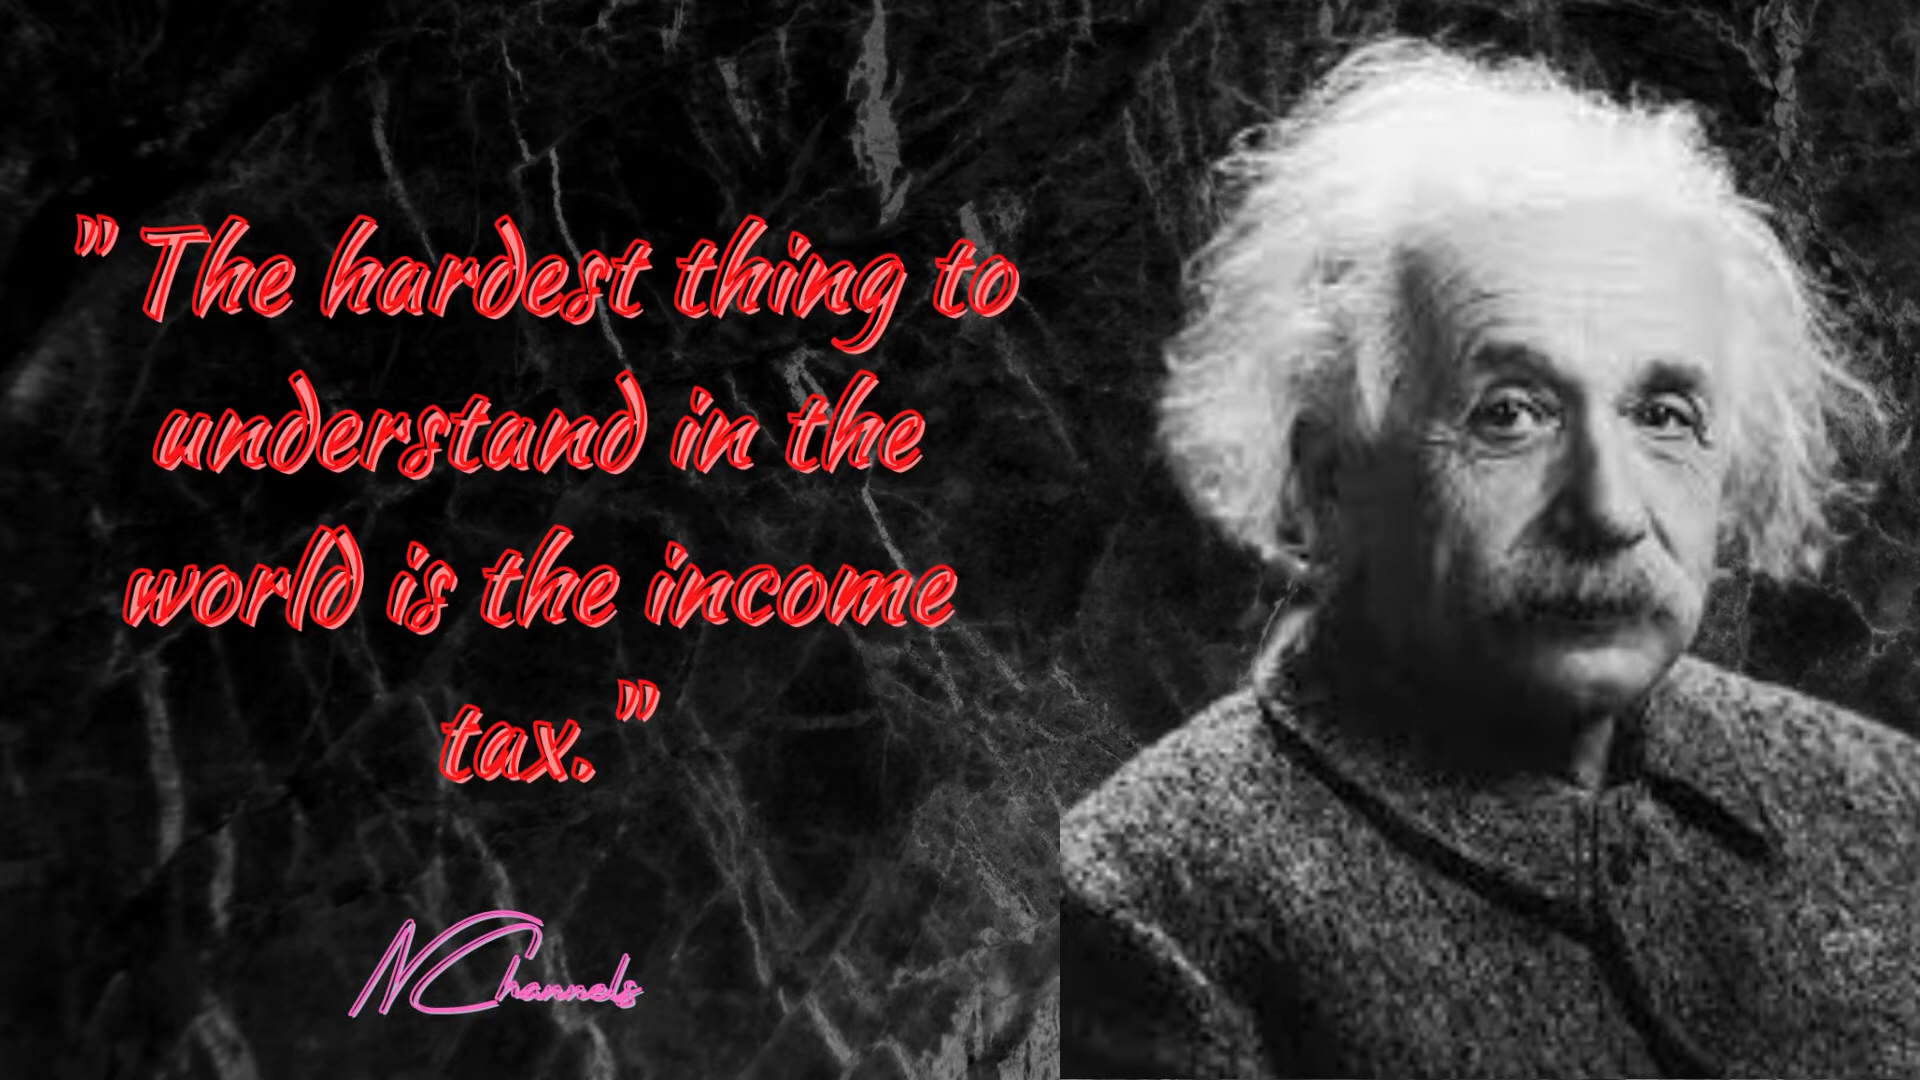 "The hardest thing to
understand in the
world is the income
tax."
NChannels